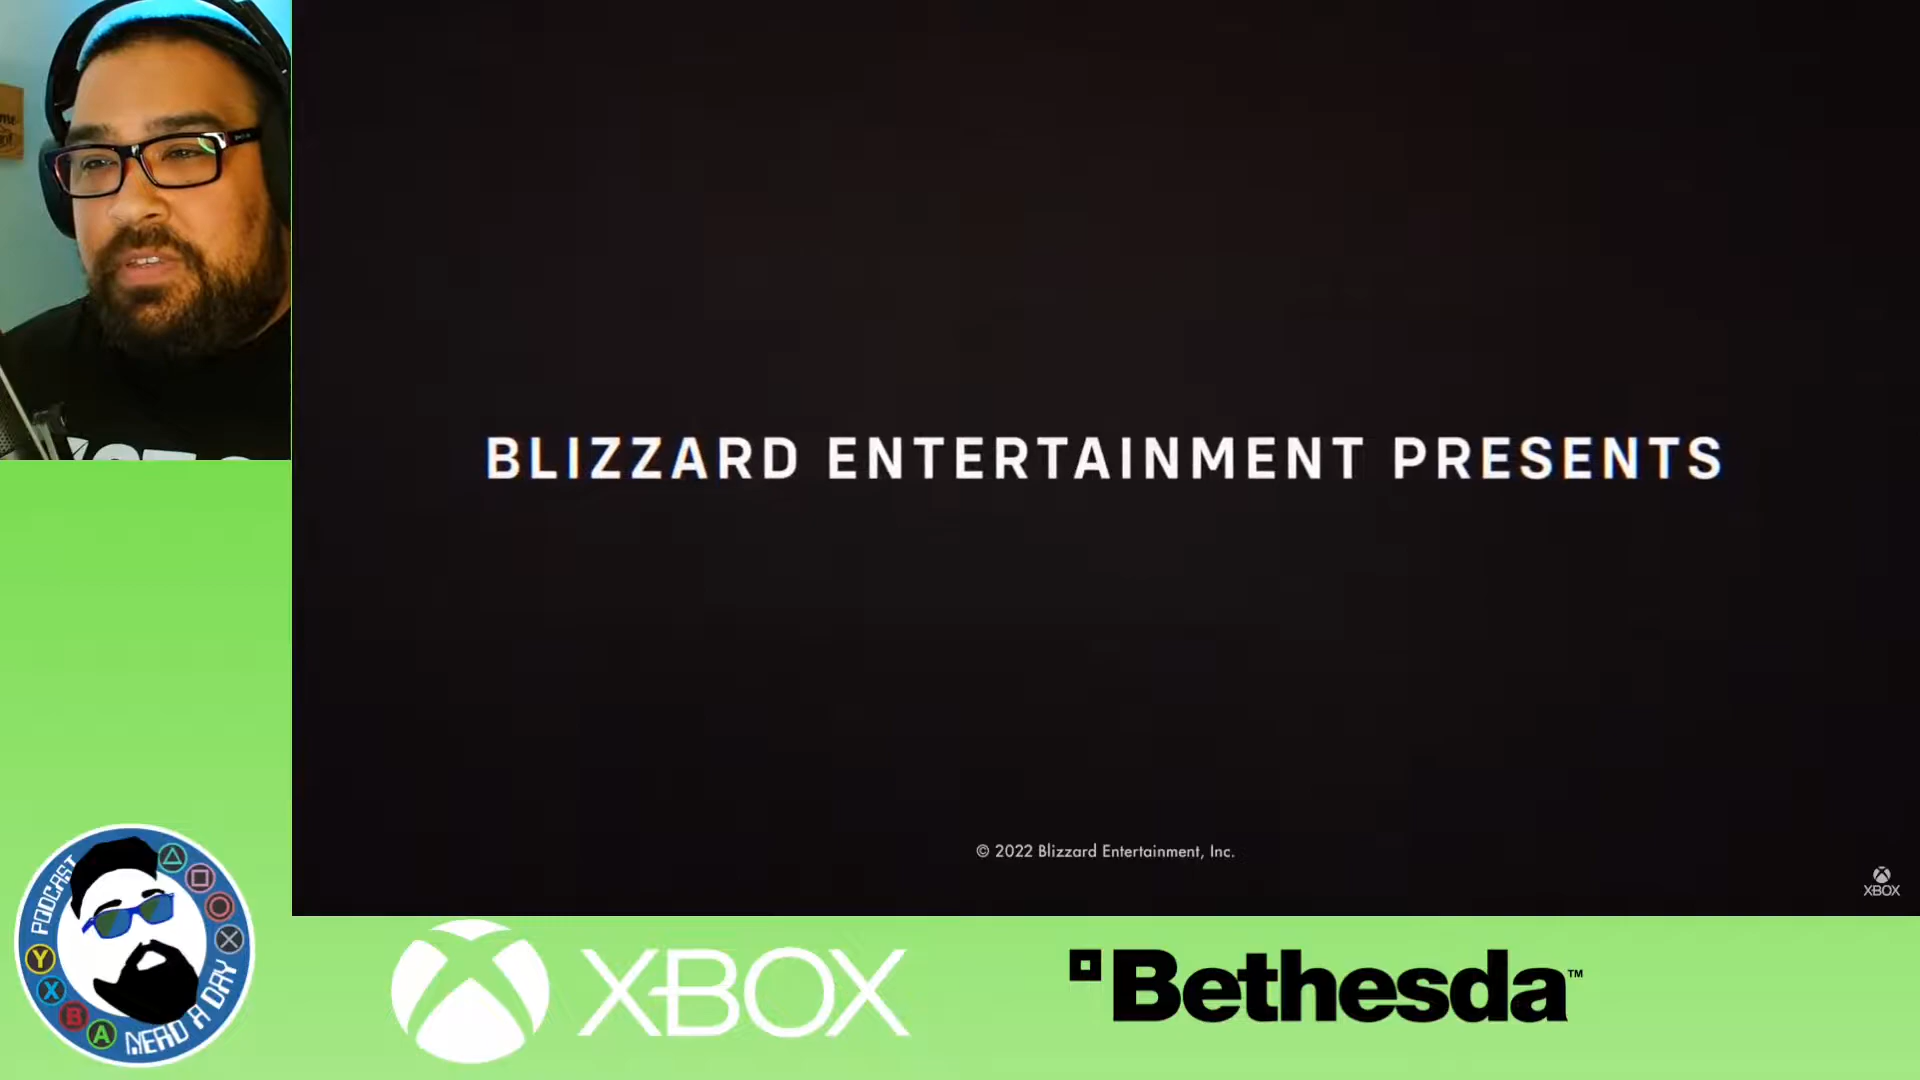 BLIZZARD ENTERTAINMENT PRESENTS
© 2022 Blizzard Entertainment, Inc.
XBOX
PODCAST
NERD A DAY
Y
X
B
A
XBOX
Bethesda™